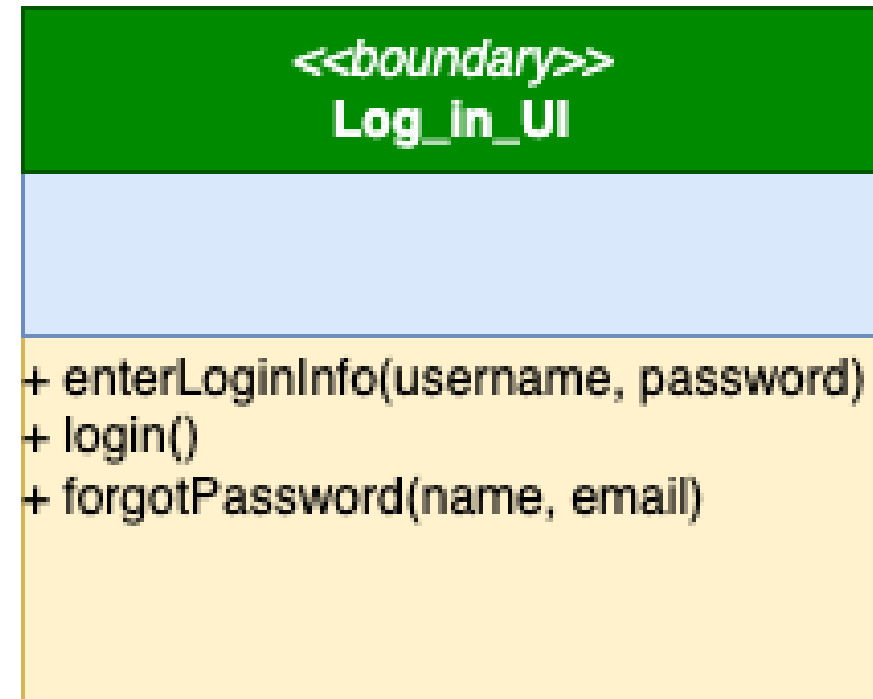 <<boundary>>
Log_in_UI
+ enterLoginInfo(username, password)
+ login()
+ forgotPassword(name, email)